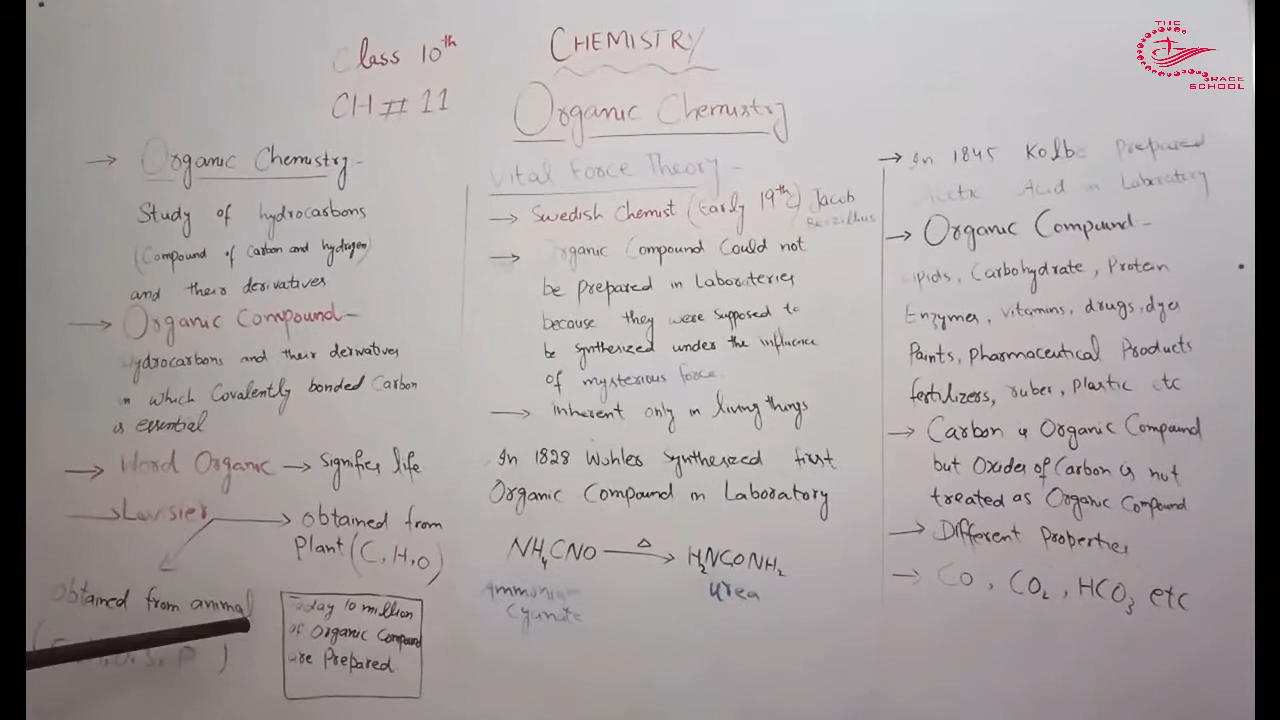 Class 10th
CH # 11
CHEMISTRY
Organic Chemistry
THE
GRACE
SCHOOL
→ Organic Chemistry-
Study of hydrocarbons
(Compound of Carbon and hydrogen)
and their derivatives
→ Organic Compound-
Hydrocarbons and their derivatives
in which Covalently bonded Carbon
is essential
→ Word Organic → Signifies life
→ Lavsier → obtained from
Plant (C, H, O)
Obtained from animal
Today 10 million
of Organic Compound
are Prepared
Vital Force Theory-
→ Swedish Chemist (Early 19th) Jacob
Berzilius
→ Organic Compound Could not
be prepared in Laborateries
because they were supposed to
be synthesized under the influence
of mysterious force
→ inherent only in living things
In 1828 Wohler Synthesized first
Organic Compound in Laboratory
NH4CNO —Δ→ H2NCONH2
Ammonium Urea
Cyanate
→ In 1845 Kolbe Prepared
Acetic Acid in Laboratory
→ Organic Compound-
Lipids, Carbohydrate, Protein
Enzymes, vitamins, drugs, dyes
Paints, Pharmaceutical Products
fertilizers, ruber, Plastic etc
→ Carbon is Organic Compound
but Oxides of Carbon is not
treated as Organic Compound
→ Different Properties
→ CO, CO2, HCO3 etc